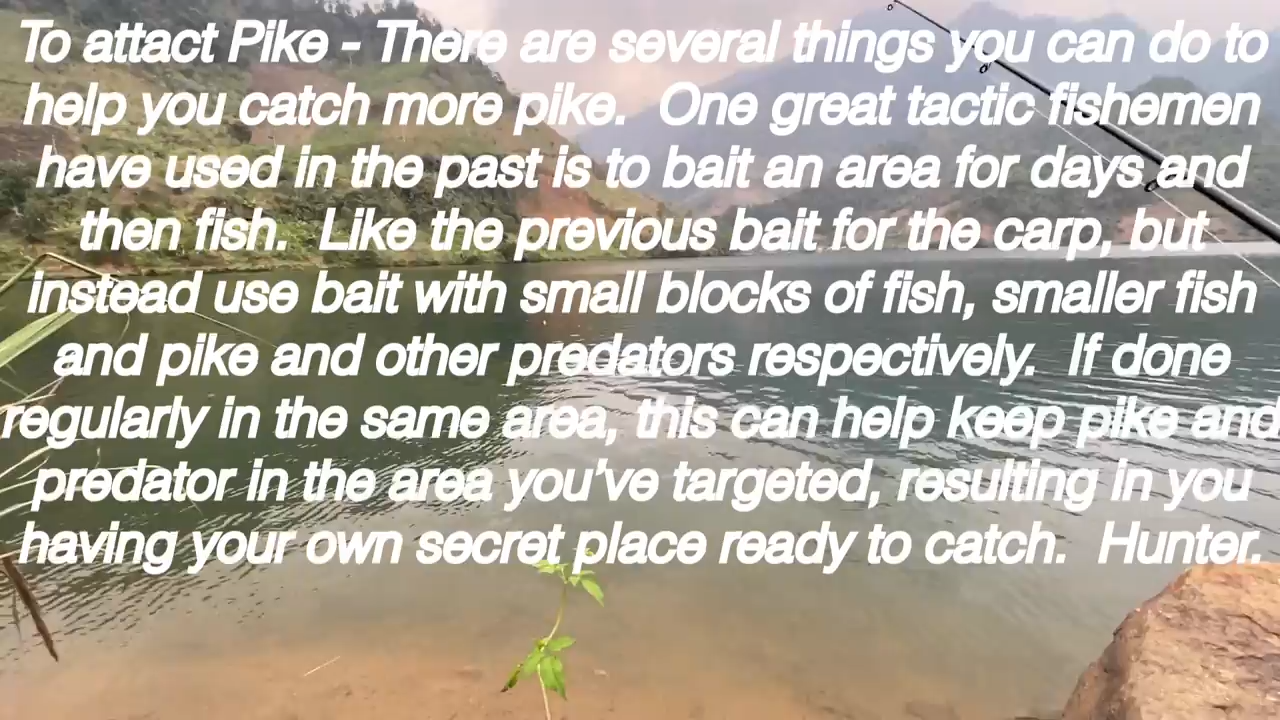 To attact Pike - There are several things you can do to
help you catch more pike.  One great tactic fishemen
have used in the past is to bait an area for days and
then fish.  Like the previous bait for the carp, but
instead use bait with small blocks of fish, smaller fish
and pike and other predators respectively.  If done
regularly in the same area, this can help keep pike and
predator in the area you've targeted, resulting in you
having your own secret place ready to catch.  Hunter.